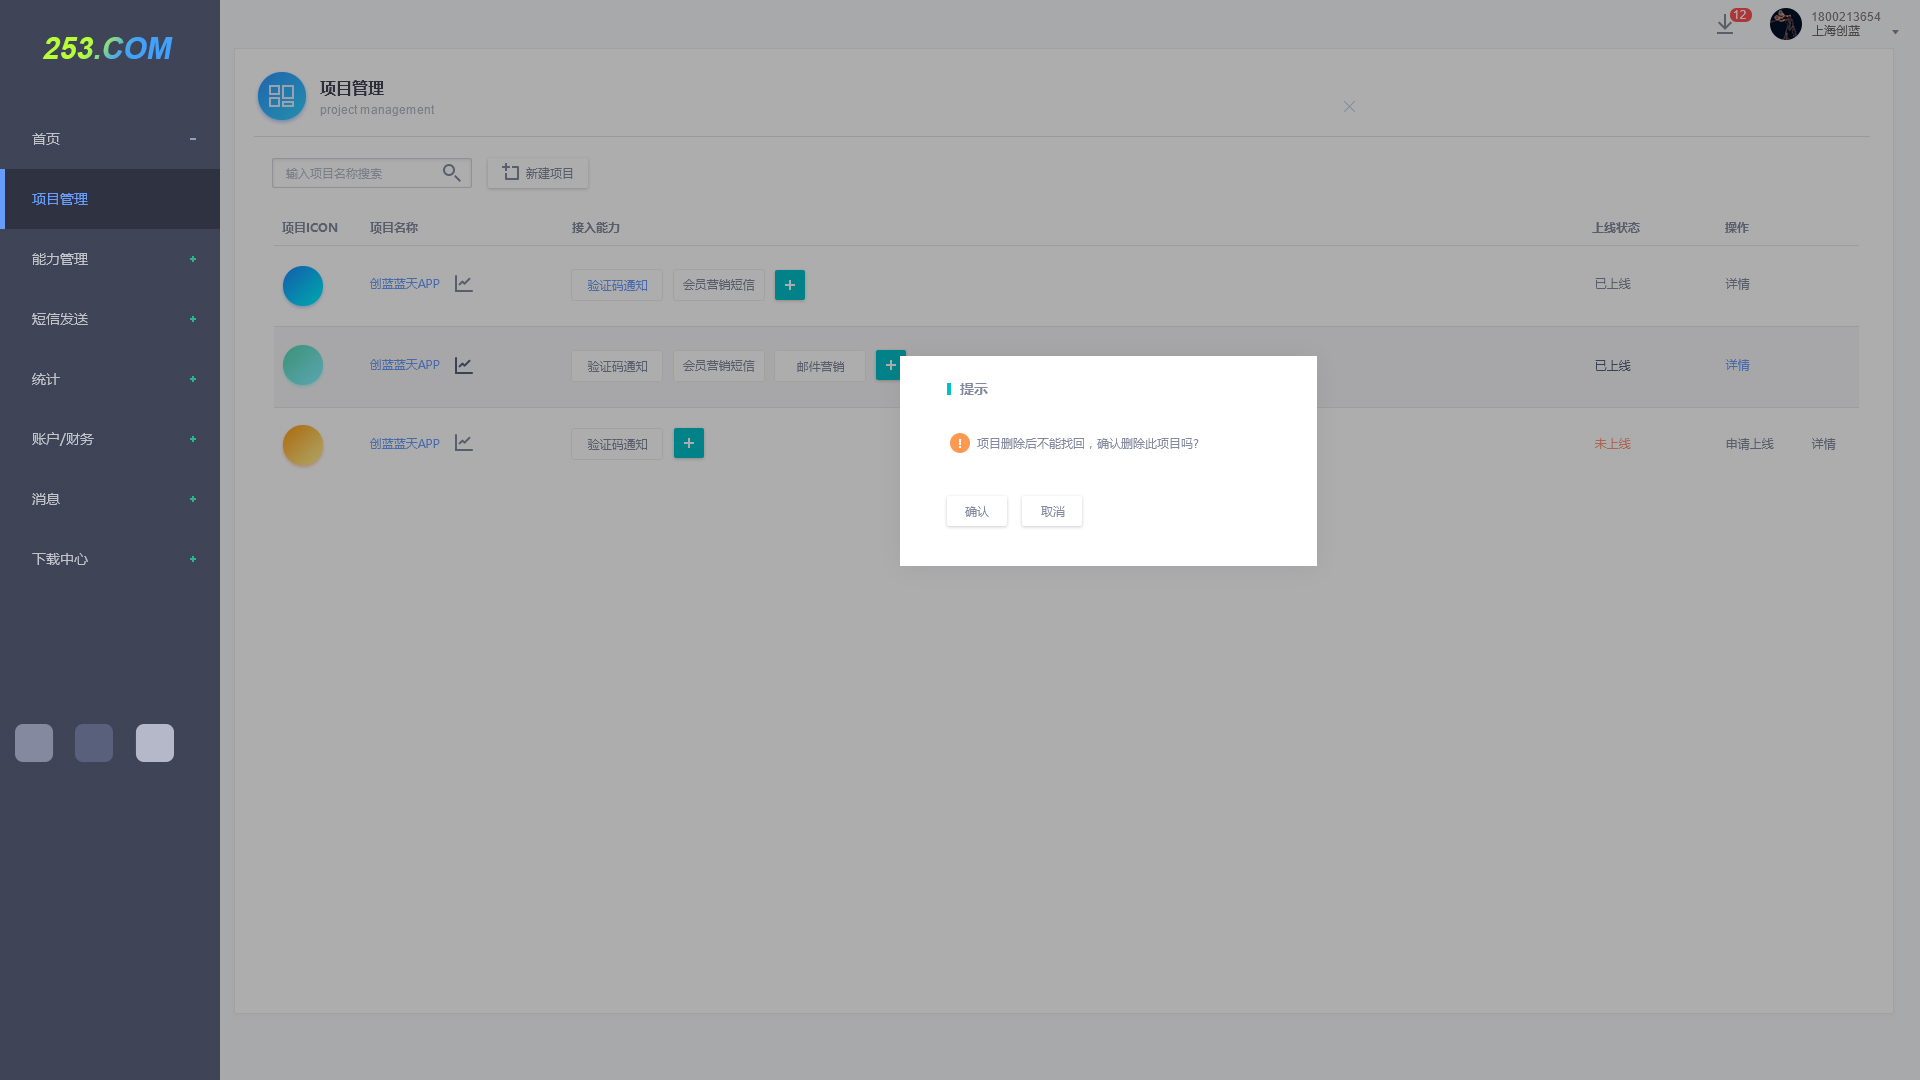 253.COM
12
1800213654
上海创蓝
首页
项目管理
能力管理
短信发送
统计
账户/财务
消息
下载中心
项目管理
project management
输入项目名称搜索
新建项目
项目ICON 项目名称 接入能力 上线状态 操作
创蓝蓝天APP 验证码通知 会员营销短信 已上线 详情
创蓝蓝天APP 验证码通知 会员营销短信 邮件营销 已上线 详情
创蓝蓝天APP 验证码通知 未上线 申请上线 详情
提示
项目删除后不能找回，确认删除此项目吗?
确认 取消